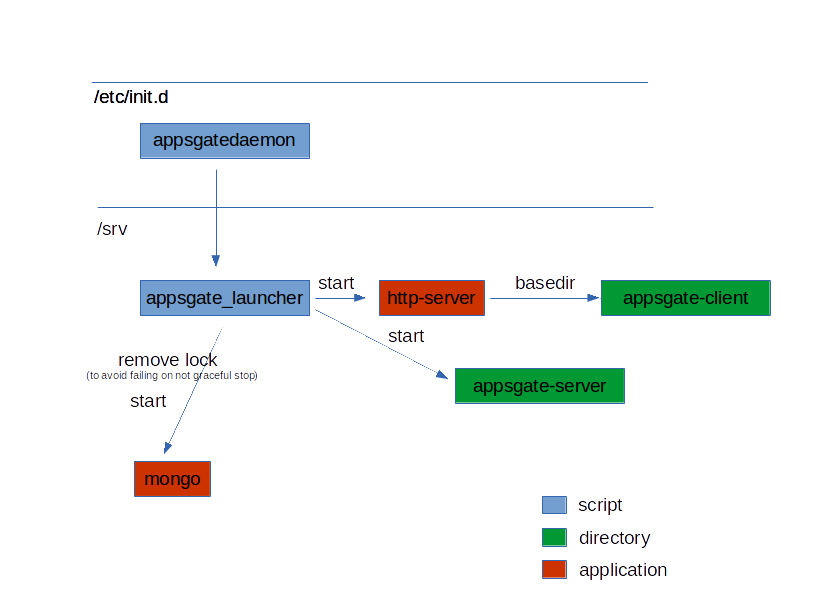 /etc/init.d
appsgatedaemon
/srv
appsgate_launcher
start
http-server
basedir
appsgate-client
start
appsgate-server
remove lock
(to avoid failing on not graceful stop)
start
mongo
script
directory
application